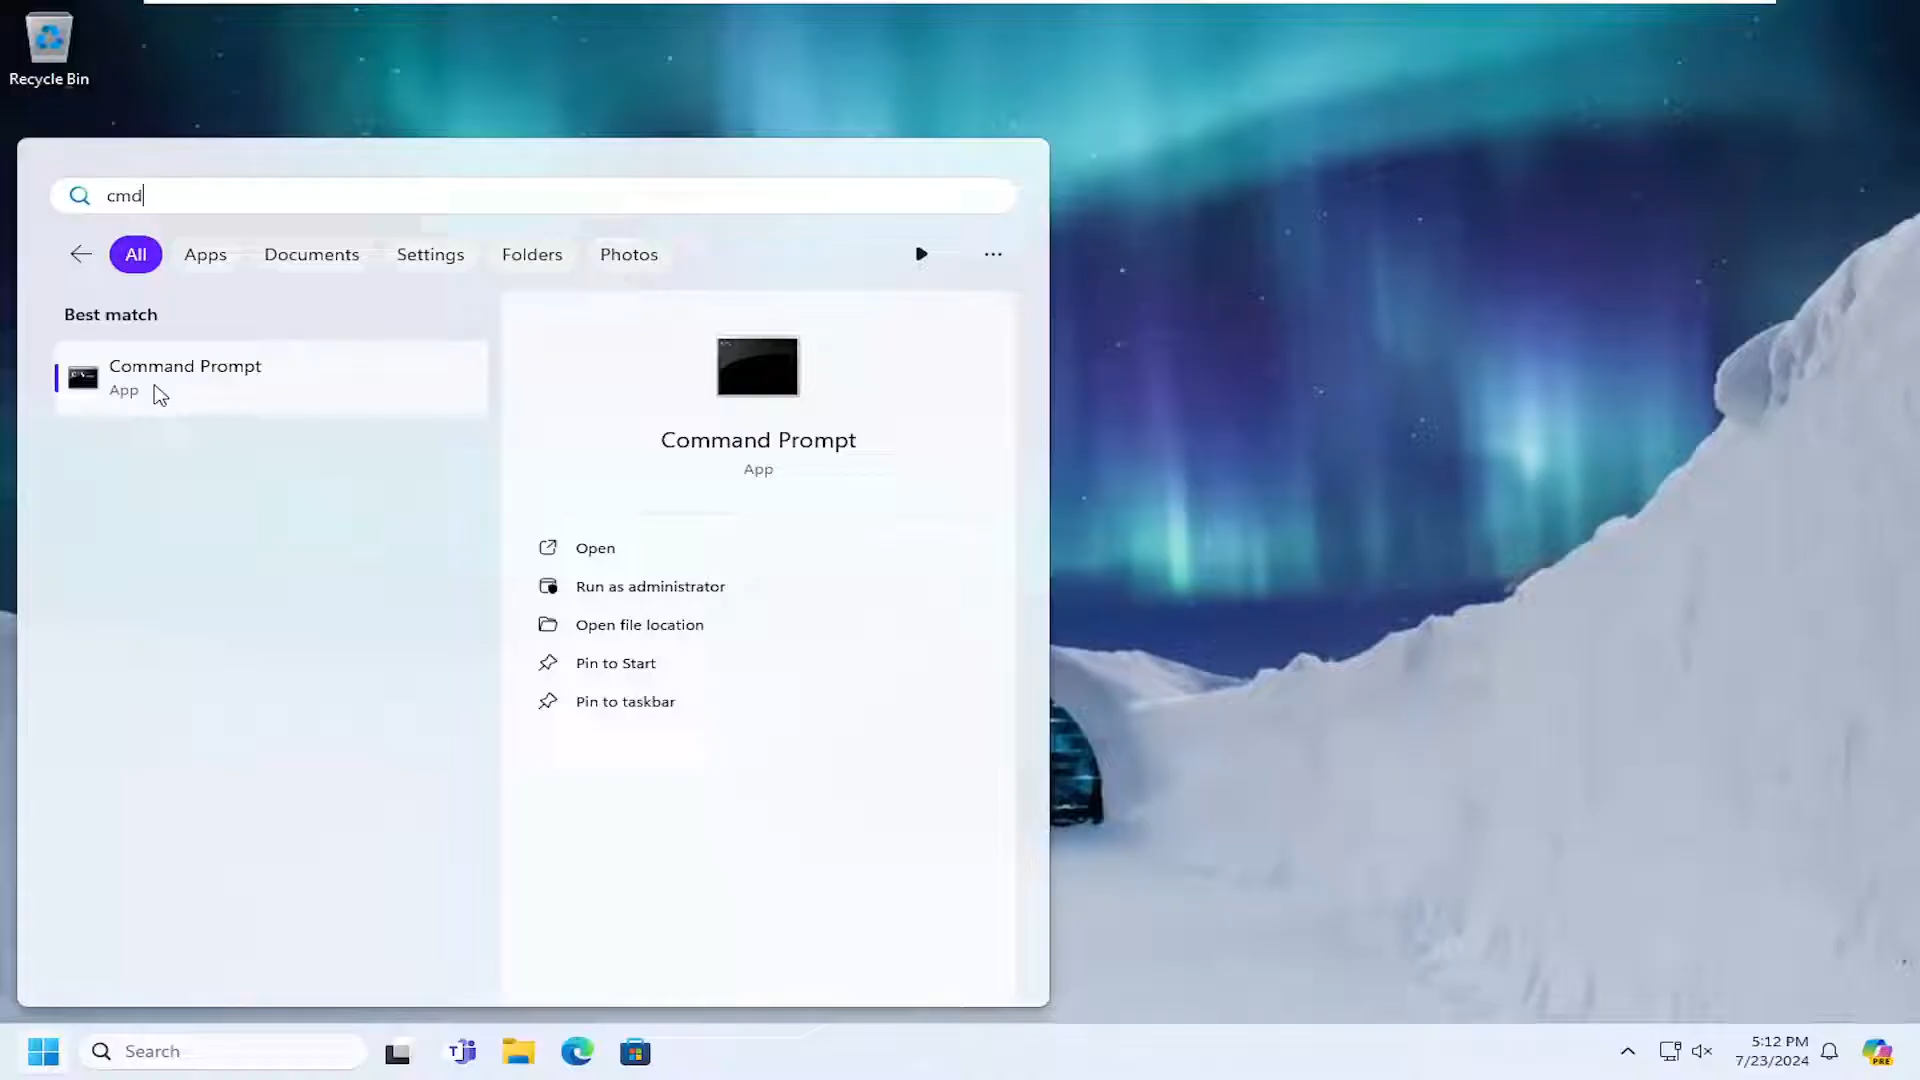 Recycle Bin
cmd
All Apps Documents Settings Folders Photos
Best match
Command Prompt
App
Command Prompt
App
Open
Run as administrator
Open file location
Pin to Start
Pin to taskbar
Search
5:12 PM
7/23/2024
PRE